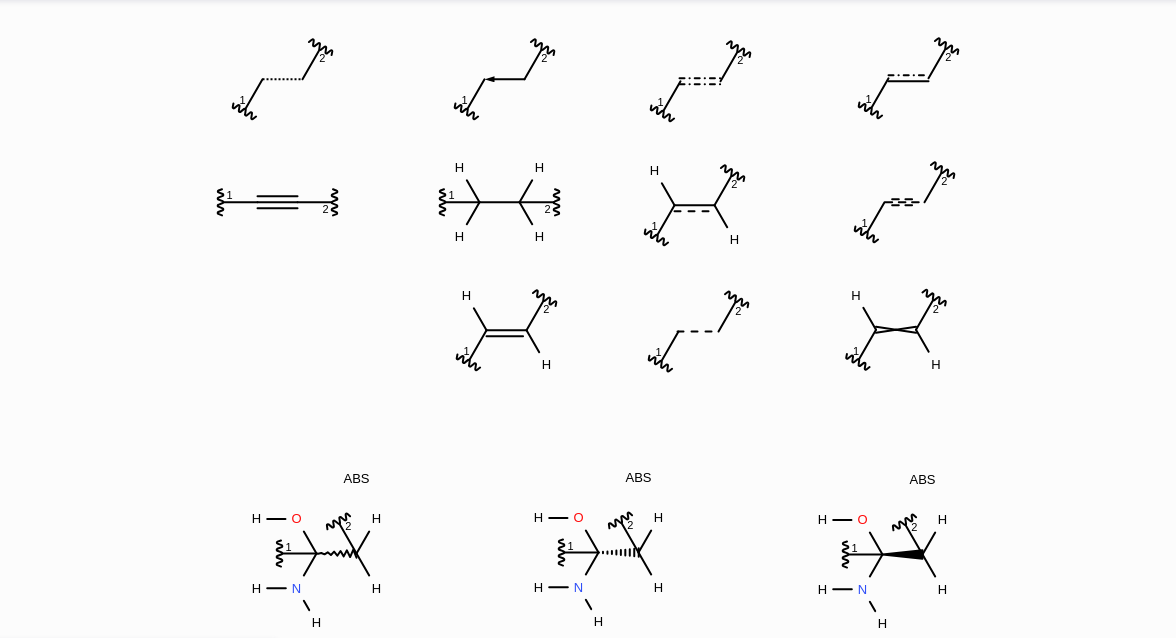 2 2 2 2
1 1 1 1
H H H 2 2
1 2 1 2
H H 1 H 1
H 2 H 2 2
1 H 1 1 H
ABS ABS ABS
H O 2 H H O 2 H H O 2 H
1 1 1
H N H H N H H N H
H H H